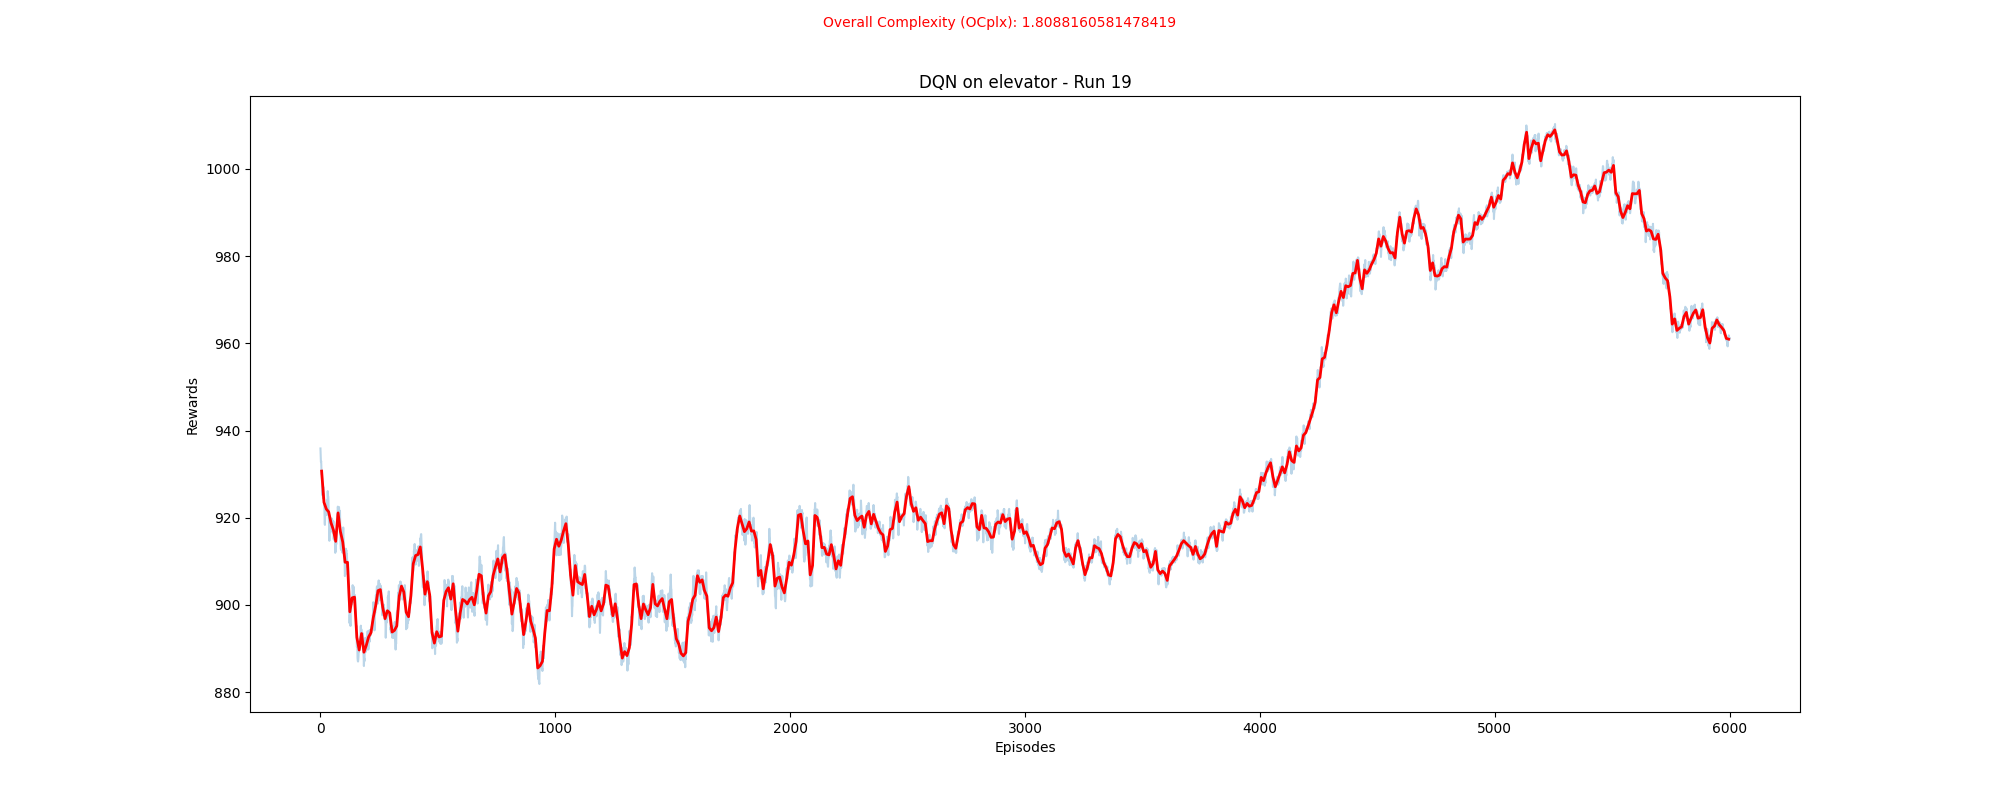 Overall Complexity (OCplx): 1.8088160581478419
DQN on elevator - Run 19
1000
980
960
940
920
900
880
Rewards
0 1000 2000 3000 4000 5000 6000
Episodes